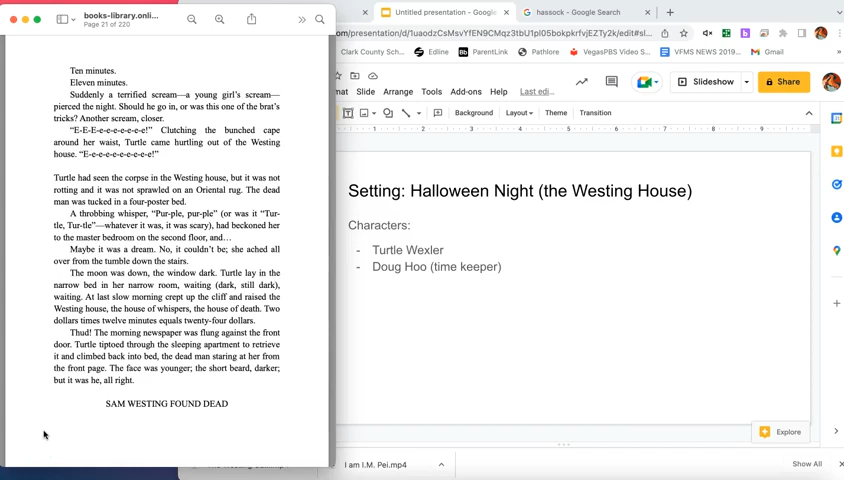 books-library.onli...
Page 21 of 220
Untitled presentation - Google
hassock - Google Search
.com/presentation/d/1uaodzCsMsvYfEN9CMqz3tbU1pl05bokpkrfvjEZTy2k/edit#sl...
Clark County Sch...
Edline
ParentLink
Pathlore
VegasPBS Video S...
VFMS NEWS 2019-...
Gmail
mat
Slide
Arrange
Tools
Add-ons
Help
Last edi...
Slideshow
Share
Background
Layout
Theme
Transition
1 2 3 4 5 6 7 8 9
Ten minutes.
Eleven minutes.
Suddenly a terrified scream—a young girl's scream—
pierced the night. Should he go in, or was this one of the brat's
tricks? Another scream, closer.
“E-E-E-e-e-e-e-e-e!” Clutching the bunched cape
around her waist, Turtle came hurtling out of the Westing
house. “E-e-e-e-e-e-e-e-e!”
Turtle had seen the corpse in the Westing house, but it was not
rotting and it was not sprawled on an Oriental rug. The dead
man was tucked in a four-poster bed.
A throbbing whisper, “Pur-ple, pur-ple” (or was it “Tur-
tle, Tur-tle”—whatever it was, it was scary), had beckoned her
to the master bedroom on the second floor, and…
Maybe it was a dream. No, it couldn't be; she ached all
over from the tumble down the stairs.
The moon was down, the window dark. Turtle lay in the
narrow bed in her narrow room, waiting (dark, still dark),
waiting. At last slow morning crept up the cliff and raised the
Westing house, the house of whispers, the house of death. Two
dollars times twelve minutes equals twenty-four dollars.
Thud! The morning newspaper was flung against the front
door. Turtle tiptoed through the sleeping apartment to retrieve
it and climbed back into bed, the dead man staring at her from
the front page. The face was younger; the short beard, darker;
but it was he, all right.
SAM WESTING FOUND DEAD
Setting: Halloween Night (the Westing House)
Characters:
- Turtle Wexler
- Doug Hoo (time keeper)
Explore
I am I.M. Pei.mp4
Show All